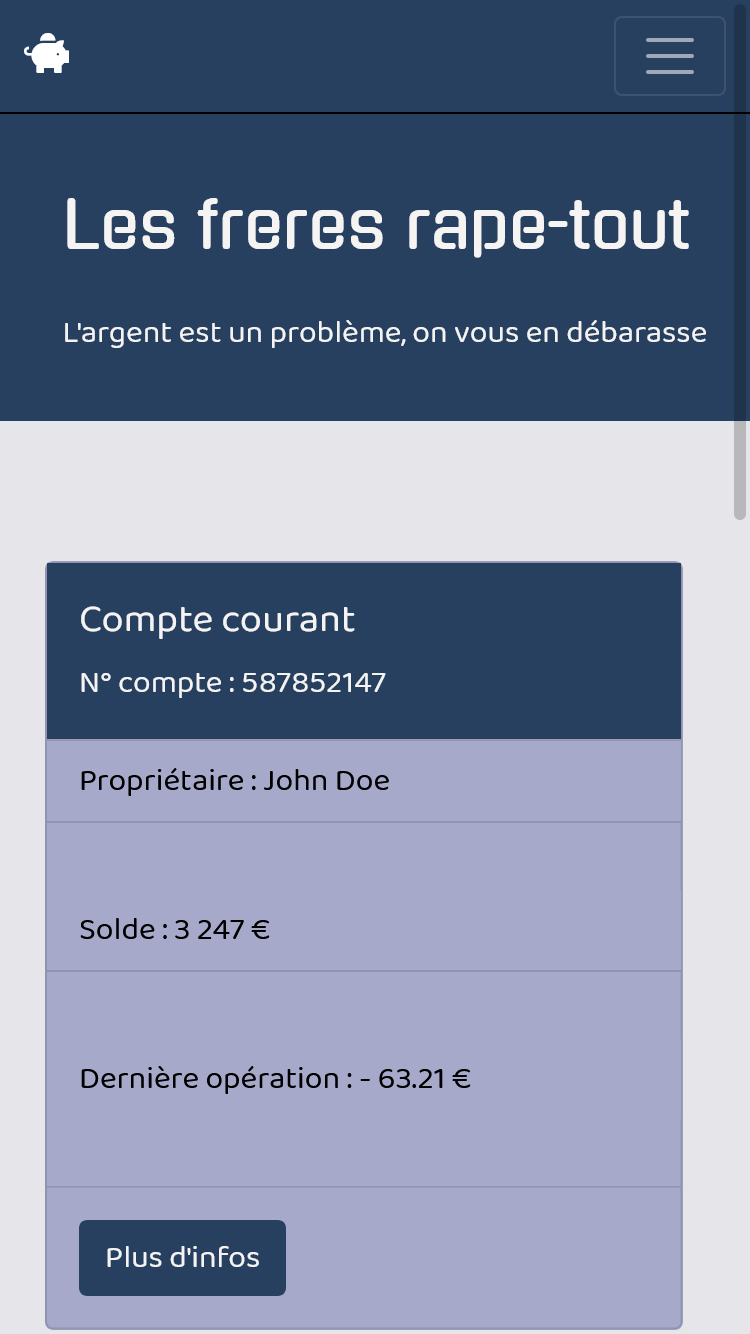 Les freres rape-tout
L'argent est un problème, on vous en débarasse
Compte courant
N° compte : 587852147
Propriétaire : John Doe
Solde : 3 247 €
Dernière opération : - 63.21 €
Plus d'infos